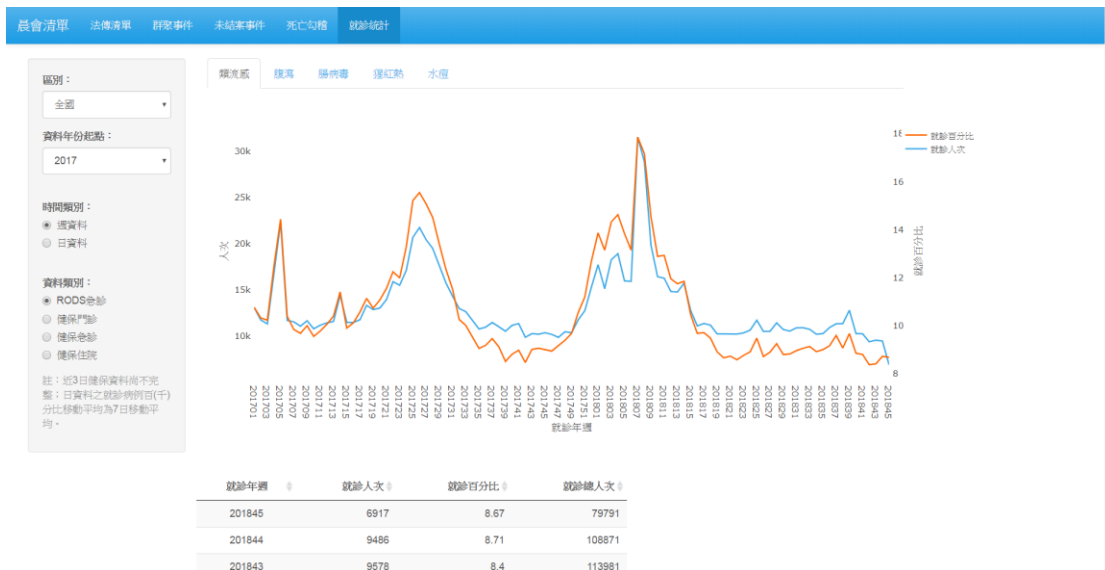 晨會清單 法傳清單 群聚事件 未結案事件 死亡勾稽 就診統計
區別：
全國
資料年份起點：
2017
時間類別：
週資料
日資料
資料類別：
RODS急診
健保門診
健保急診
健保住院
註：近3日健保資料尚不完
整；日資料之就診病例百(千)
分比移動平均為7日移動平
均。
類流感 腹瀉 腸病毒 猩紅熱 水痘
人次
30k
25k
20k
15k
10k
18
16
14
12
10
8
就診百分比
就診百分比
就診人次
201701 201703 201705 201707 201709 201711 201713 201715 201717 201719 201721 201723 201725 201727 201729 201731 201733 201735 201737 201739 201741 201743 201745 201747 201749 201751 201801 201803 201805 201807 201809 201811 201813 201815 201817 201819 201821 201823 201825 201827 201829 201831 201833 201835 201837 201839 201841 201843 201845
就診年週
就診年週 就診人次 就診百分比 就診總人次
201845 6917 8.67 79791
201844 9486 8.71 108871
201843 9578 8.4 113981